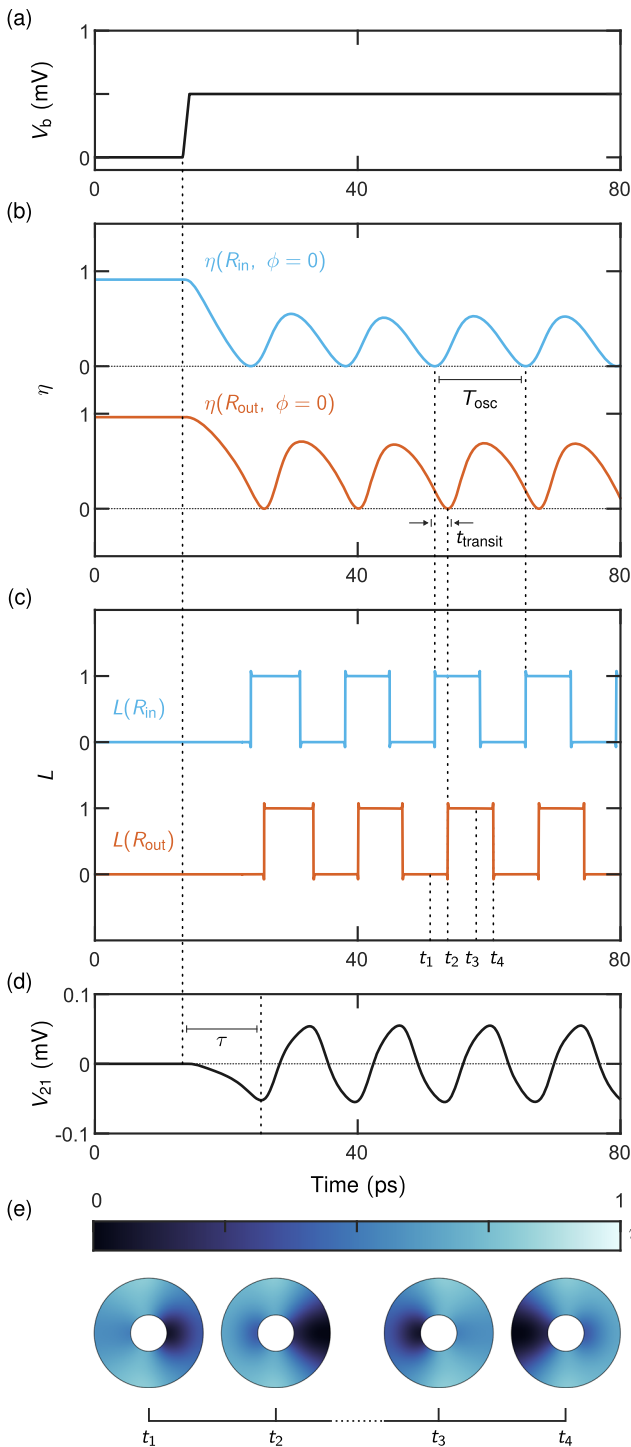 (a)
1
V_b (mV)
0
0 40 80
(b)
η(R_in, ϕ = 0)
1
0
η
T_osc
η(R_out, ϕ = 0)
1
0
t_transit
0 40 80
(c)
1
L(R_in)
0
L
1
L(R_out)
0
0 40 t_1 t_2 t_3 t_4 80
(d)
0.1
τ
V_21 (mV)
0
-0.1
0 40 80
Time (ps)
0 1
(e)
t_1 t_2 t_3 t_4